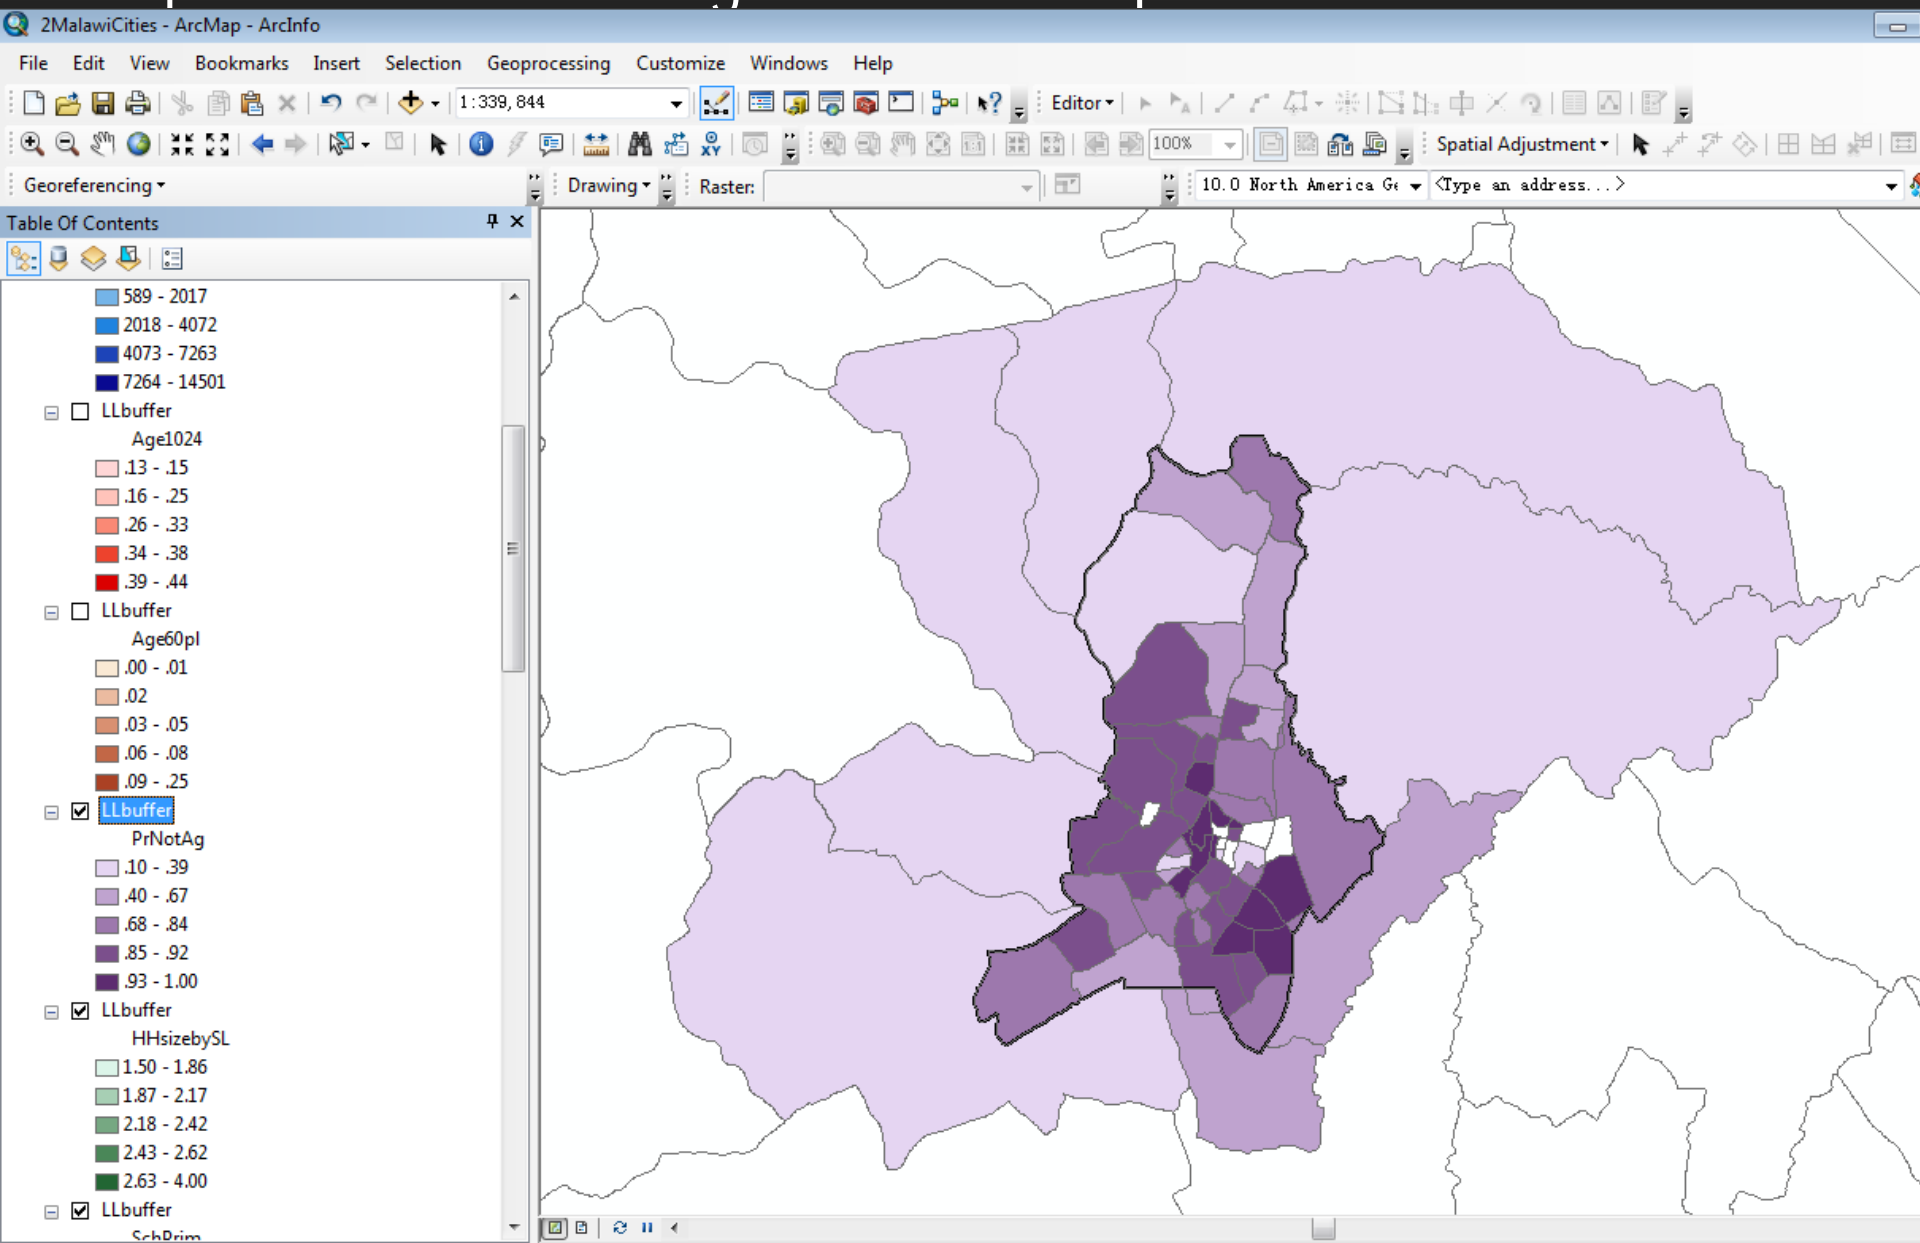 2MalawiCities - ArcMap - ArcInfo
File Edit View Bookmarks Insert Selection Geoprocessing Customize Windows Help
1:339,844 Editor
100% Spatial Adjustment
Georeferencing Drawing Raster: 10.0 North America <Type an address...>
Table Of Contents
589 - 2017
2018 - 4072
4073 - 7263
7264 - 14501
LLbuffer
Age1024
.13 - .15
.16 - .25
.26 - .33
.34 - .38
.39 - .44
LLbuffer
Age60pl
.00 - .01
.02
.03 - .05
.06 - .08
.09 - .25
LLbuffer
PrNotAg
.10 - .39
.40 - .67
.68 - .84
.85 - .92
.93 - 1.00
LLbuffer
HHsizebySL
1.50 - 1.86
1.87 - 2.17
2.18 - 2.42
2.43 - 2.62
2.63 - 4.00
LLbuffer
SchPrim